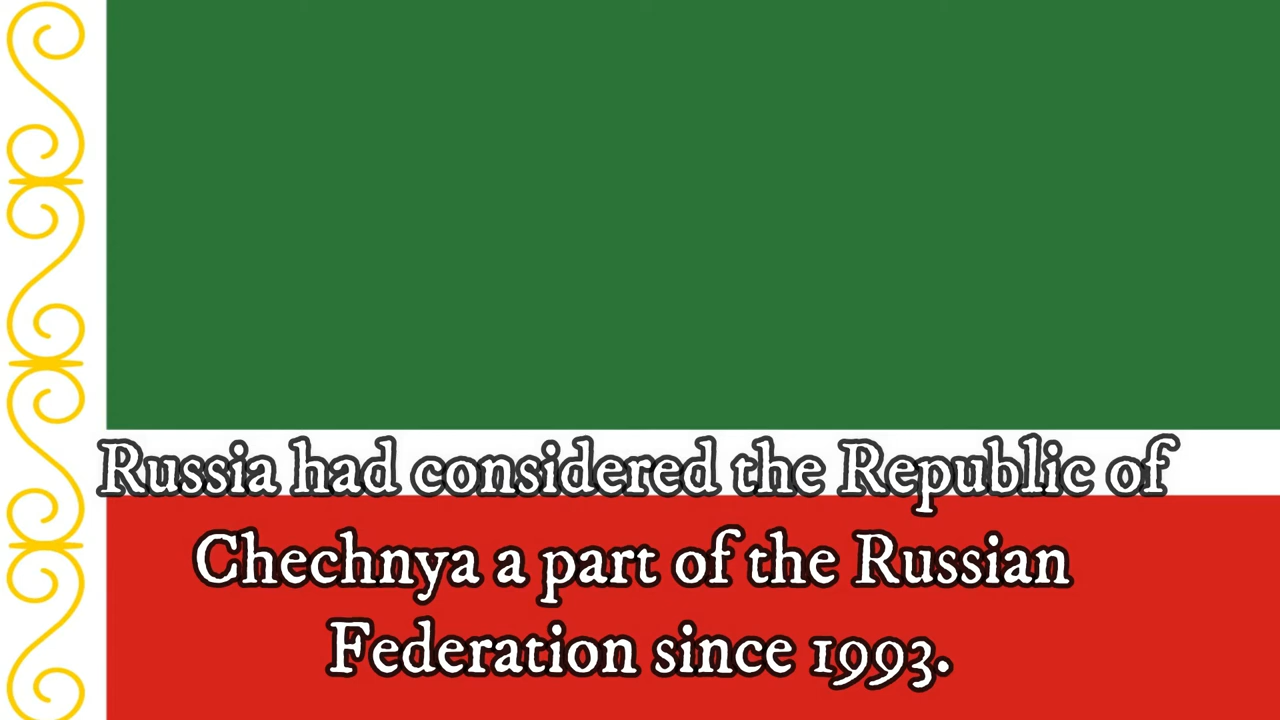 Russia had considered the Republic of
Chechnya a part of the Russian
Federation since 1993.